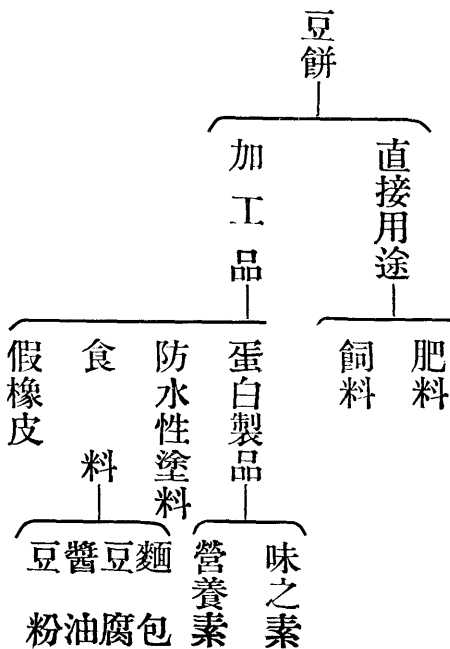 豆餅
直接用途
肥料
飼料
加工品
蛋白製品
味之素
營養素
防水性塗料
食料
麵包
豆腐
醬油
豆粉
假橡皮